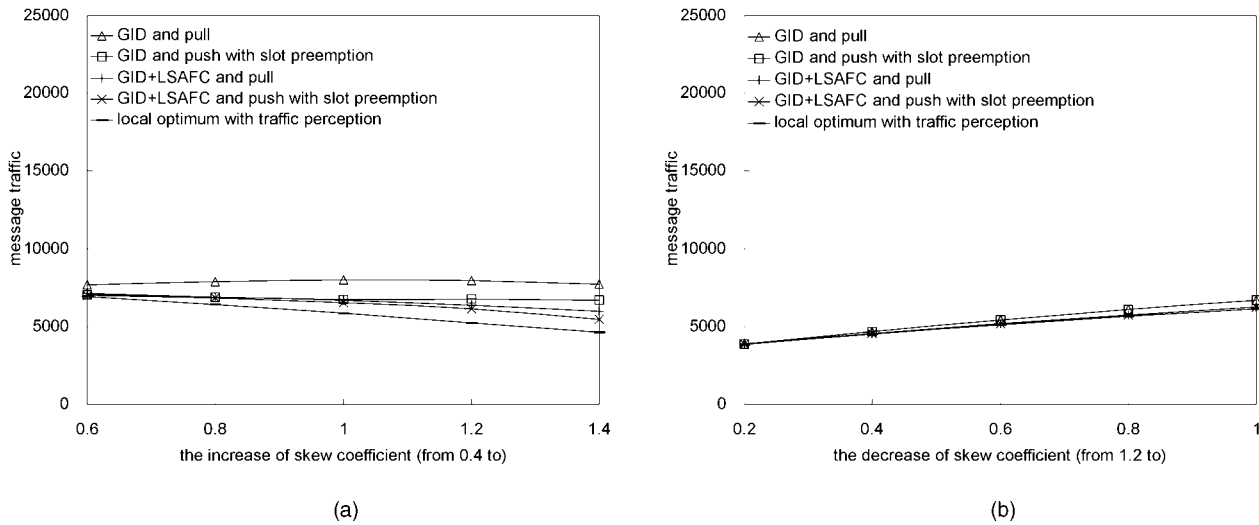 25000
20000
15000
10000
5000
0
message traffic
GID and pull
GID and push with slot preemption
GID+LSAFC and pull
GID+LSAFC and push with slot preemption
local optimum with traffic perception
0.6 0.8 1 1.2 1.4
the increase of skew coefficient (from 0.4 to)
(a)
25000
20000
15000
10000
5000
0
message traffic
GID and pull
GID and push with slot preemption
GID+LSAFC and pull
GID+LSAFC and push with slot preemption
local optimum with traffic perception
0.2 0.4 0.6 0.8 1
the decrease of skew coefficient (from 1.2 to)
(b)